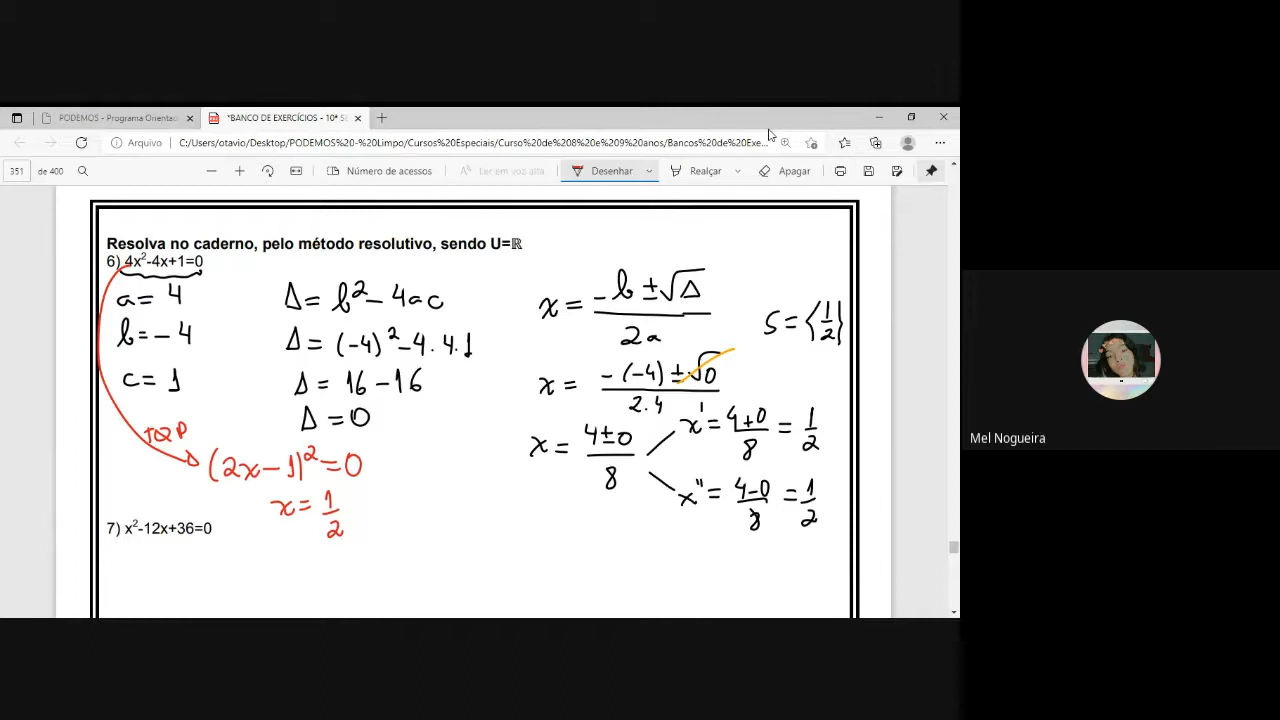 PODEMOS - Programa Orienta
*BANCO DE EXERCÍCIOS - 10ª S
Arquivo
C:/Users/otavio/Desktop/PODEMOS%20-%20Limpo/Cursos%20Especiais/Curso%20de%208%20e%209%20anos/Bancos%20de%20Exe...
351 de 400
Número de acessos
Ler em voz alta
Desenhar
Realçar
Apagar
Resolva no caderno, pelo método resolutivo, sendo U=ℝ
6) 4x²-4x+1=0
a = 4
b = -4
c = 1
Δ = b² - 4ac
Δ = (-4)² - 4.4.1
Δ = 16 - 16
Δ = 0
TQP
(2x - 1)² = 0
x = 1/2
x = -b ± √Δ / 2a
x = -(-4) ± √0 / 2.4
x = 4 ± 0 / 8
x' = 4+0 / 8 = 1/2
x'' = 4-0 / 8 = 1/2
S = {1/2}
7) x²-12x+36=0
Mel Nogueira